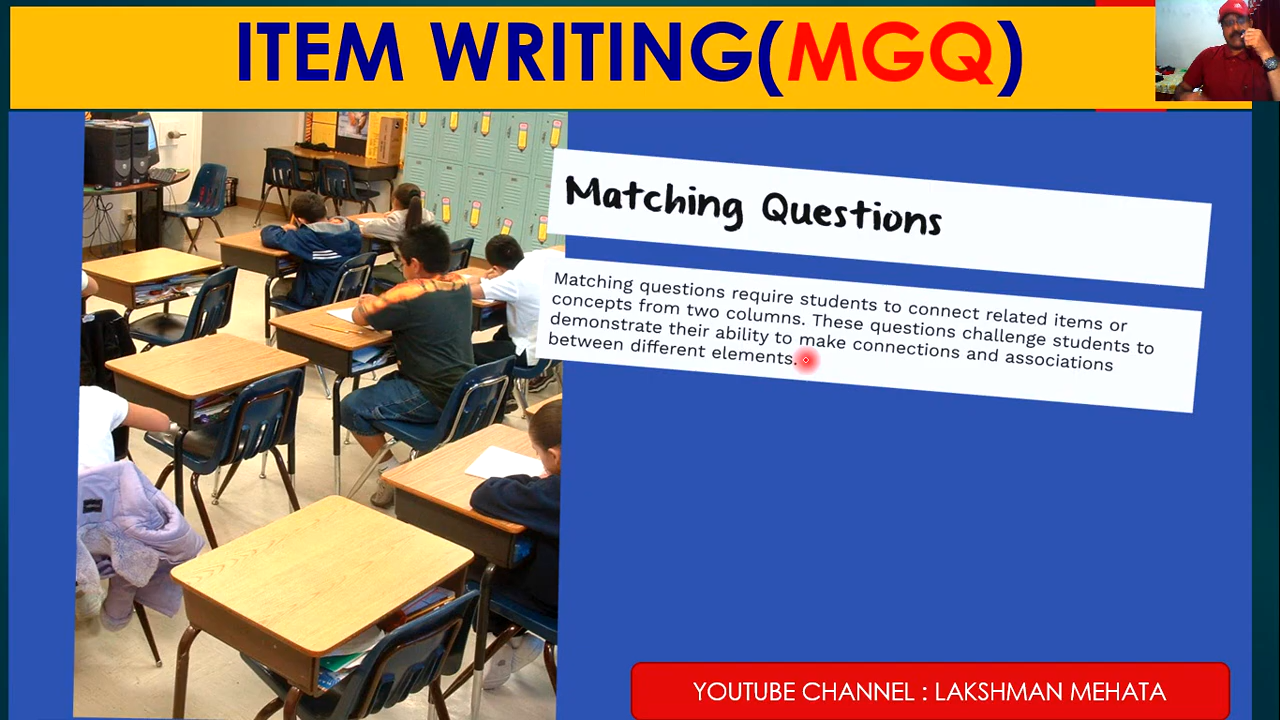 ITEM WRITING(MGQ)
Matching Questions
Matching questions require students to connect related items or
concepts from two columns. These questions challenge students to
demonstrate their ability to make connections and associations
between different elements.
YOUTUBE CHANNEL : LAKSHMAN MEHATA